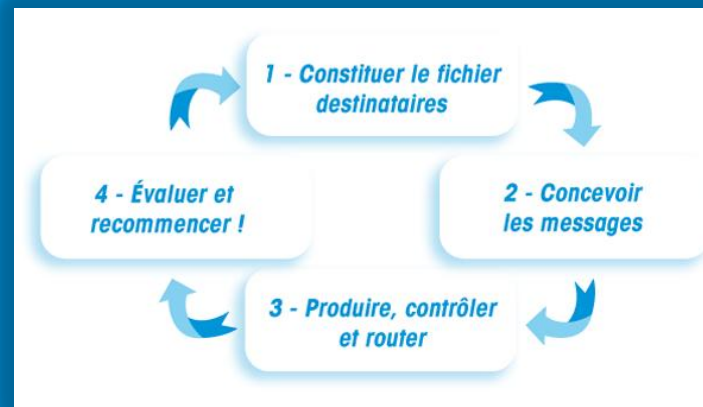 1 - Constituer le fichier
destinataires
2 - Concevoir
les messages
3 - Produire, contrôler
et router
4 - Évaluer et
recommencer !